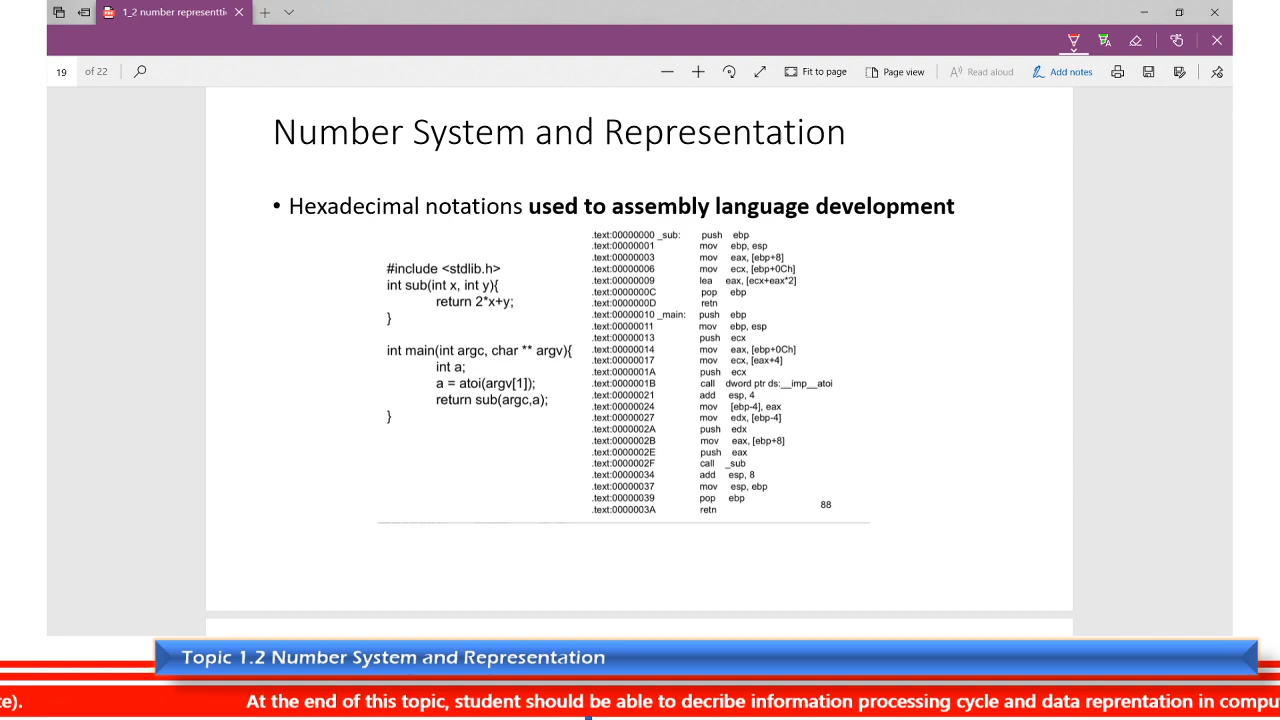 1_2 number representti
19 of 22
Fit to page
Page view
Read aloud
Add notes
Number System and Representation
• Hexadecimal notations used to assembly language development
#include <stdlib.h>
int sub(int x, int y){
return 2*x+y;
}
int main(int argc, char ** argv){
int a;
a = atoi(argv[1]);
return sub(argc,a);
}
.text:00000000 _sub: push ebp
.text:00000001 mov ebp, esp
.text:00000003 mov eax, [ebp+8]
.text:00000006 mov ecx, [ebp+0Ch]
.text:00000009 lea eax, [ecx+eax*2]
.text:0000000C pop ebp
.text:0000000D retn
.text:00000010 _main: push ebp
.text:00000011 mov ebp, esp
.text:00000013 push ecx
.text:00000014 mov eax, [ebp+0Ch]
.text:00000017 mov ecx, [eax+4]
.text:0000001A push ecx
.text:0000001B call dword ptr ds:__imp__atoi
.text:00000021 add esp, 4
.text:00000024 mov [ebp-4], eax
.text:00000027 mov edx, [ebp-4]
.text:0000002A push edx
.text:0000002B mov eax, [ebp+8]
.text:0000002E push eax
.text:0000002F call _sub
.text:00000034 add esp, 8
.text:00000037 mov esp, ebp
.text:00000039 pop ebp
.text:0000003A retn
88
Topic 1.2 Number System and Representation
te). At the end of this topic, student should be able to decribe information processing cycle and data reprentation in compu